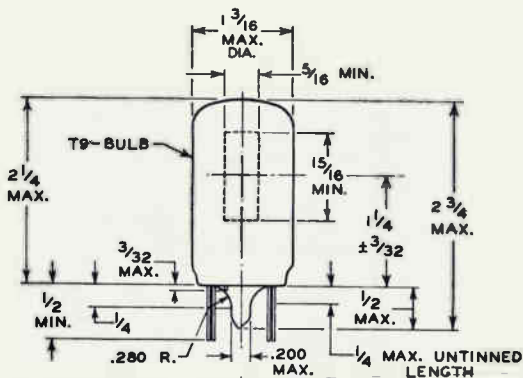 1 3/16
MAX.
DIA.
5/16 MIN.
T9-BULB
2 1/4
MAX.
15/16
MIN.
1 1/4
±3/32
2 3/4
MAX.
3/32
MAX.
1/2
MIN.
1/4
1/2
MAX.
.280 R.
.200
MAX.
1/4 MAX. UNTINNED
LENGTH